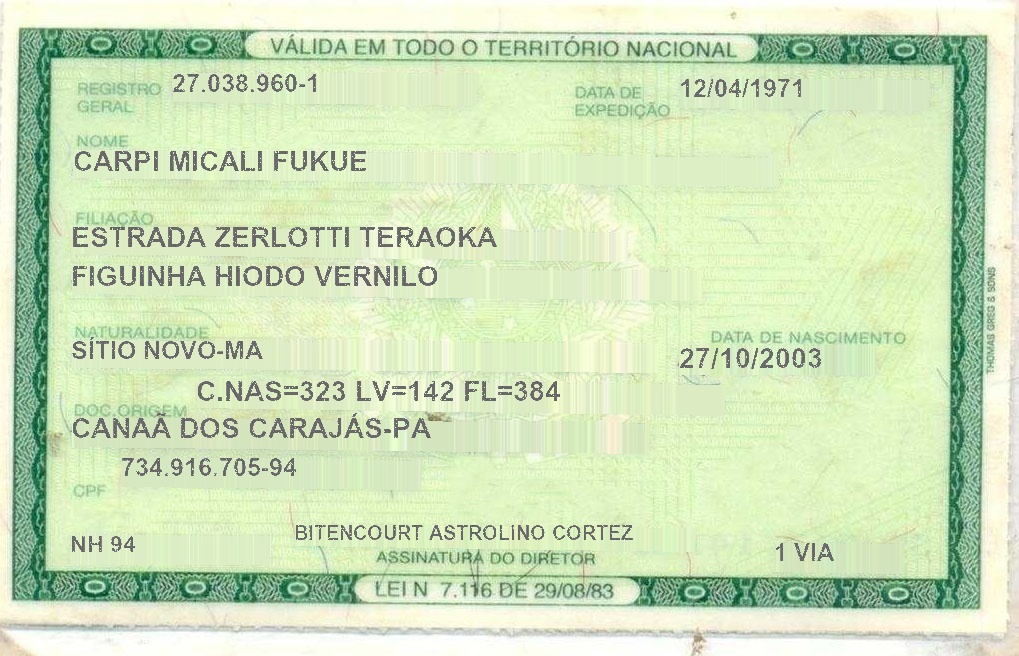 VÁLIDA EM TODO O TERRITÓRIO NACIONAL
REGISTRO GERAL 27.038.960-1 DATA DE EXPEDIÇÃO 12/04/1971
NOME
CARPI MICALI FUKUE
FILIAÇÃO
ESTRADA ZERLOTTI TERAOKA
FIGUINHA HIODO VERNILO
NATURALIDADE DATA DE NASCIMENTO
SÍTIO NOVO-MA 27/10/2003
C.NAS=323 LV=142 FL=384
DOC.ORIGEM
CANAÃ DOS CARAJÁS-PA
734.916.705-94
CPF
BITENCOURT ASTROLINO CORTEZ
NH 94 ASSINATURA DO DIRETOR 1 VIA
LEI N 7.116 DE 29/08/83
THOMAS GREG & SONS